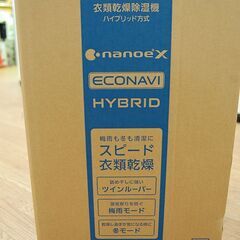 衣類乾燥除湿機
ハイブリッド方式
nanoeX
ECONAVI
HYBRID
梅雨も冬も清潔に
スピード
衣類乾燥
ツインルーバー
梅雨モード
冬モード